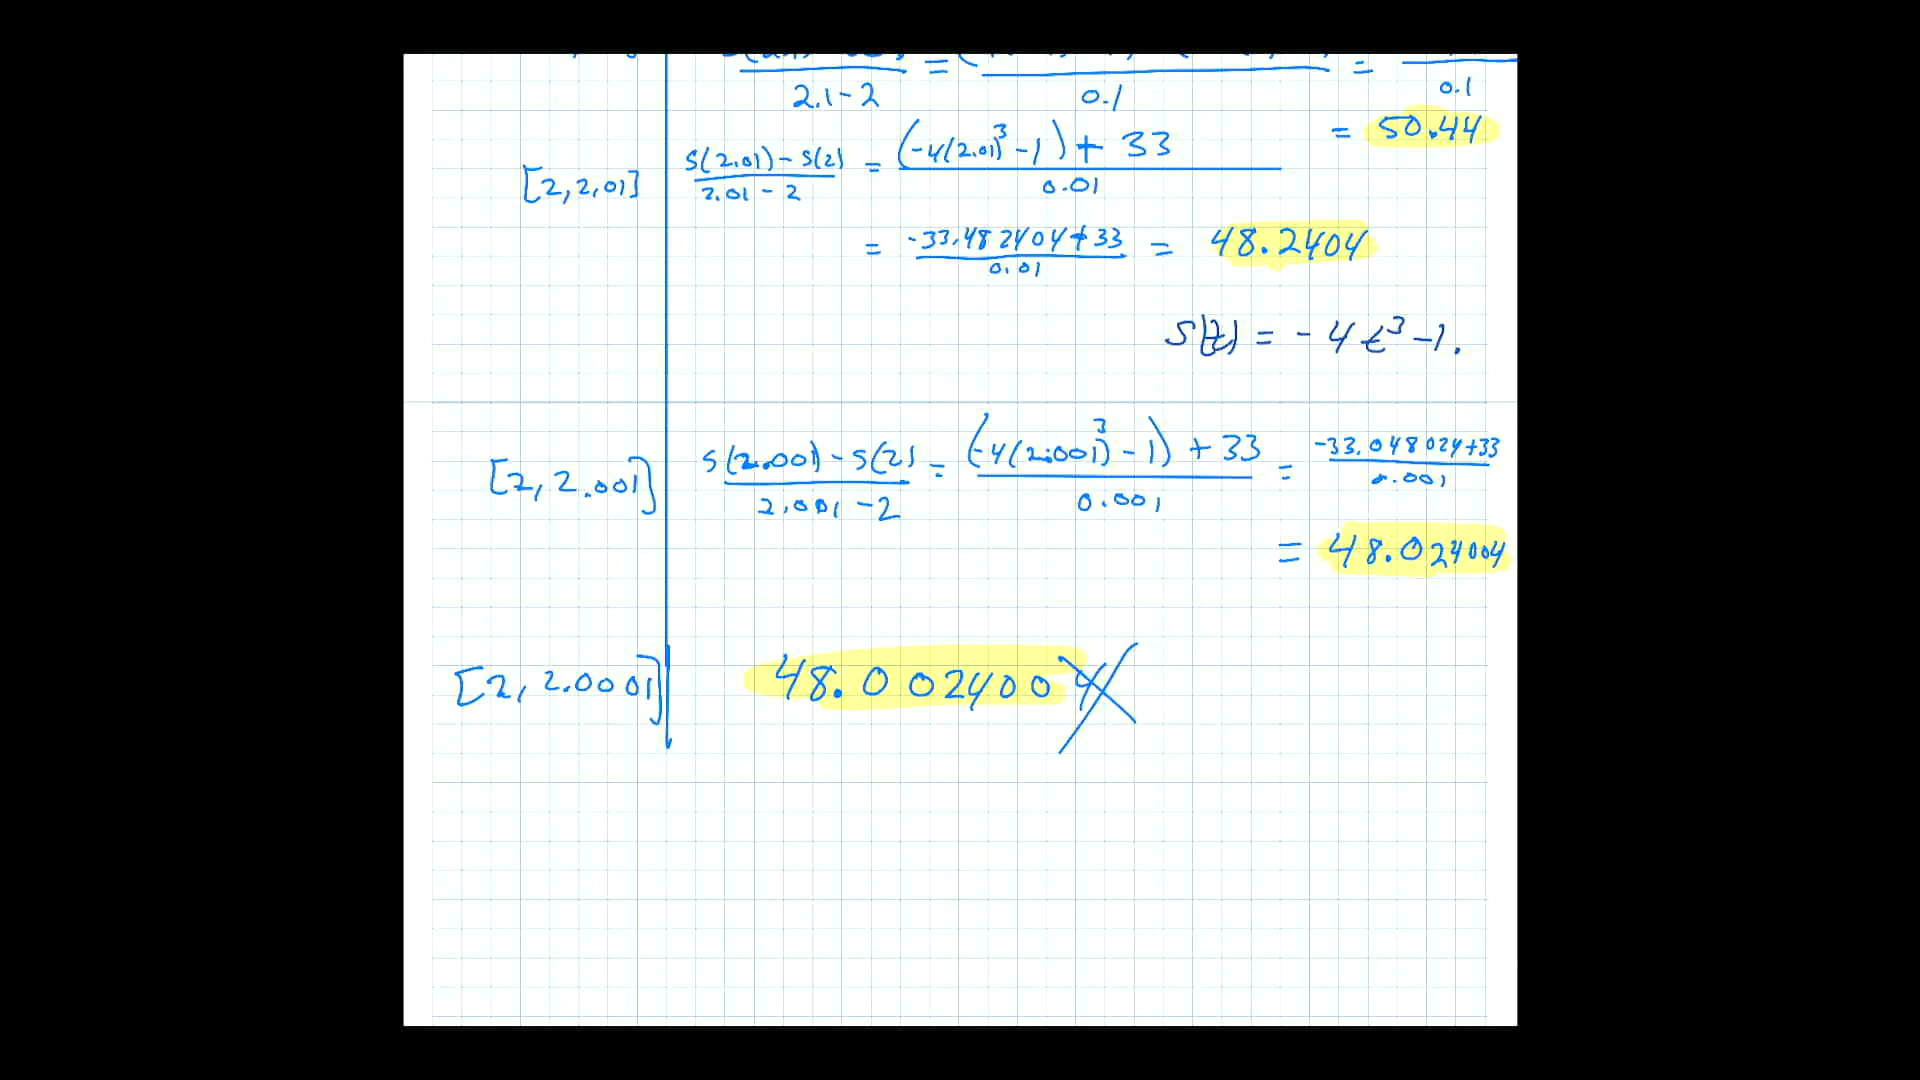 2.1-2 = 0.1 = 0.1
= 50.44
[2,2.01] S(2.01)-S(2) / 2.01-2 = (-4(2.01)³-1)+33 / 0.01
= -33.482404+33 / 0.01 = 48.2404
S(t) = -4t³-1.
[2, 2.001] S(2.001)-S(2) / 2.001-2 = (-4(2.001)³-1)+33 / 0.001 = -33.048024+33 / 0.001
= 48.024004
[2, 2.0001] 48.0024004